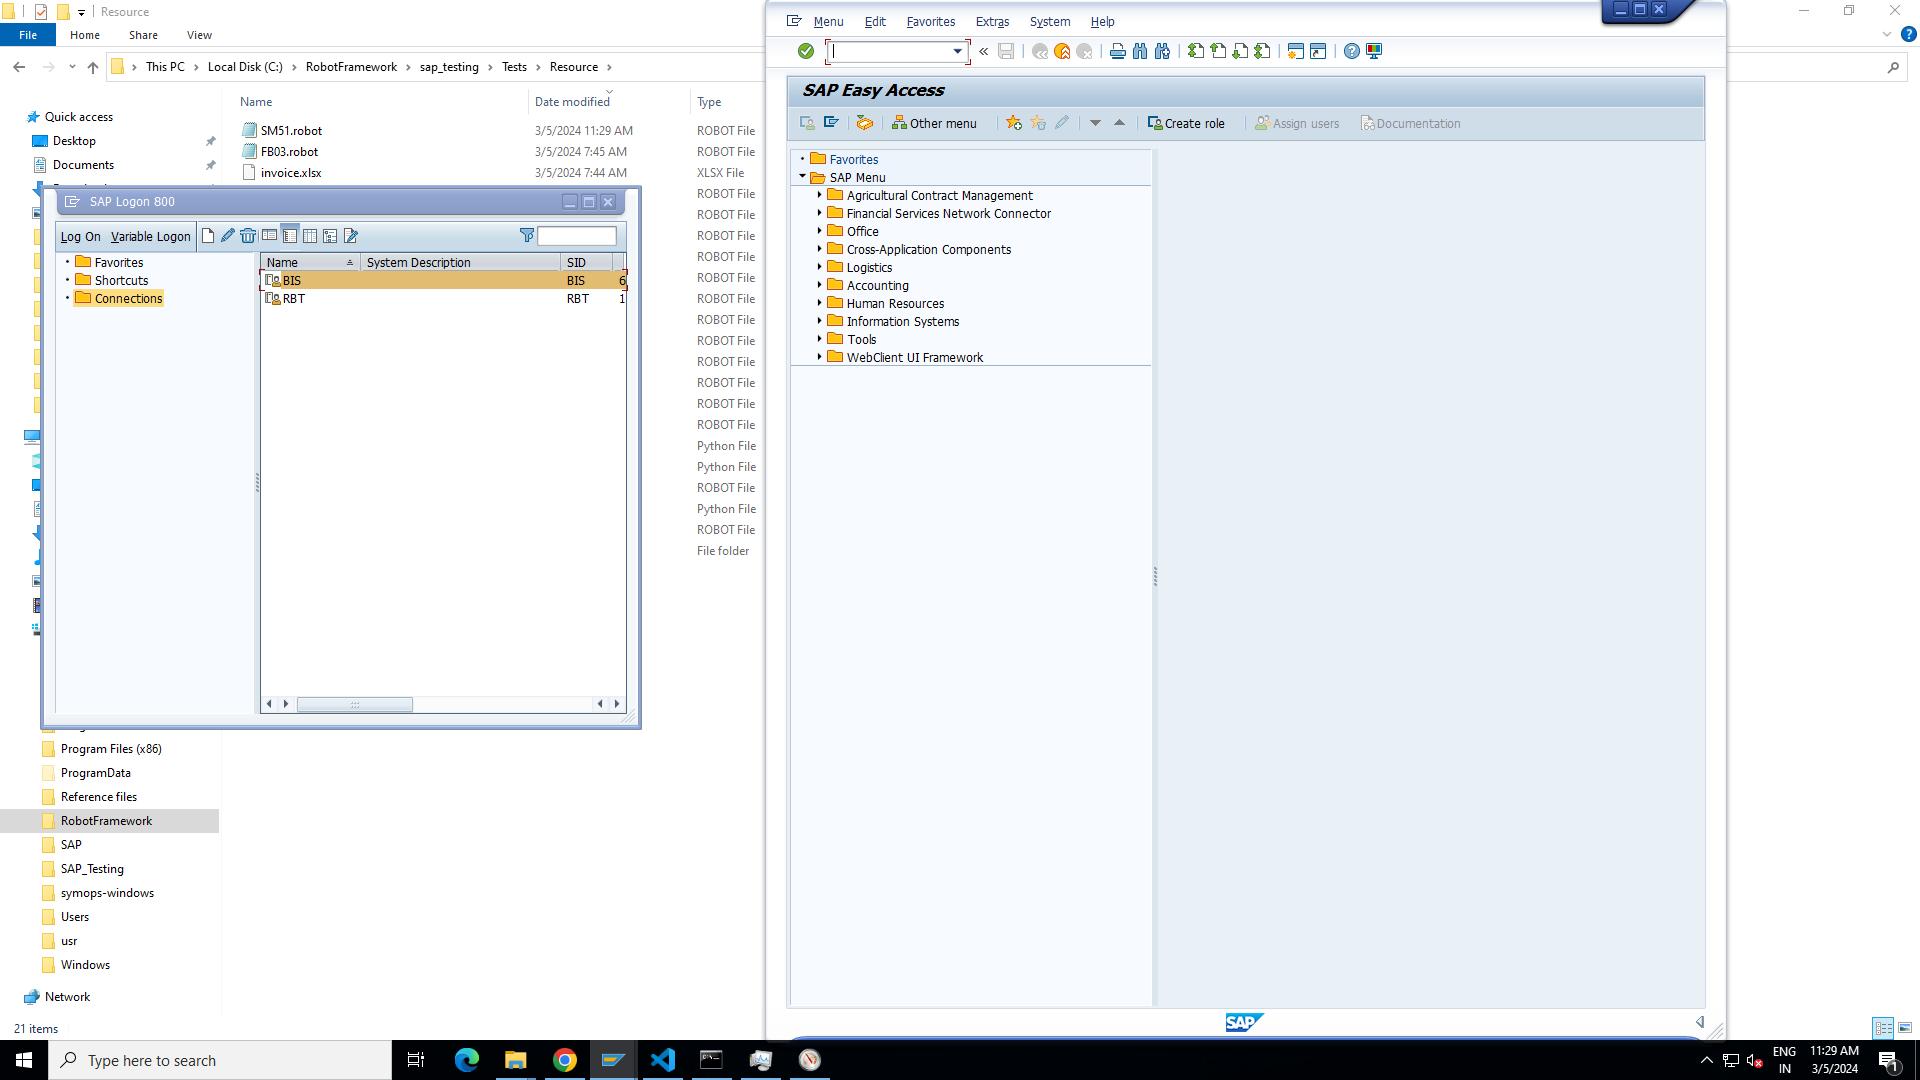 Resource
File Home Share View
This PC Local Disk (C:) RobotFramework sap_testing Tests Resource
Quick access
Desktop
Documents
Name Date modified Type
SM51.robot 3/5/2024 11:29 AM ROBOT File
FB03.robot 3/5/2024 7:45 AM ROBOT File
invoice.xlsx 3/5/2024 7:44 AM XLSX File
ROBOT File
ROBOT File
ROBOT File
ROBOT File
ROBOT File
ROBOT File
ROBOT File
ROBOT File
ROBOT File
ROBOT File
ROBOT File
ROBOT File
Python File
Python File
ROBOT File
Python File
ROBOT File
File folder
SAP Logon 800
Log On Variable Logon
Favorites
Shortcuts
Connections
Name System Description SID
BIS BIS 6
RBT RBT 1
Program Files (x86)
ProgramData
Reference files
RobotFramework
SAP
SAP_Testing
symops-windows
Users
usr
Windows
Network
21 items
Menu Edit Favorites Extras System Help
SAP Easy Access
Other menu Create role Assign users Documentation
Favorites
SAP Menu
Agricultural Contract Management
Financial Services Network Connector
Office
Cross-Application Components
Logistics
Accounting
Human Resources
Information Systems
Tools
WebClient UI Framework
SAP
Type here to search
ENG
IN
11:29 AM
3/5/2024
1